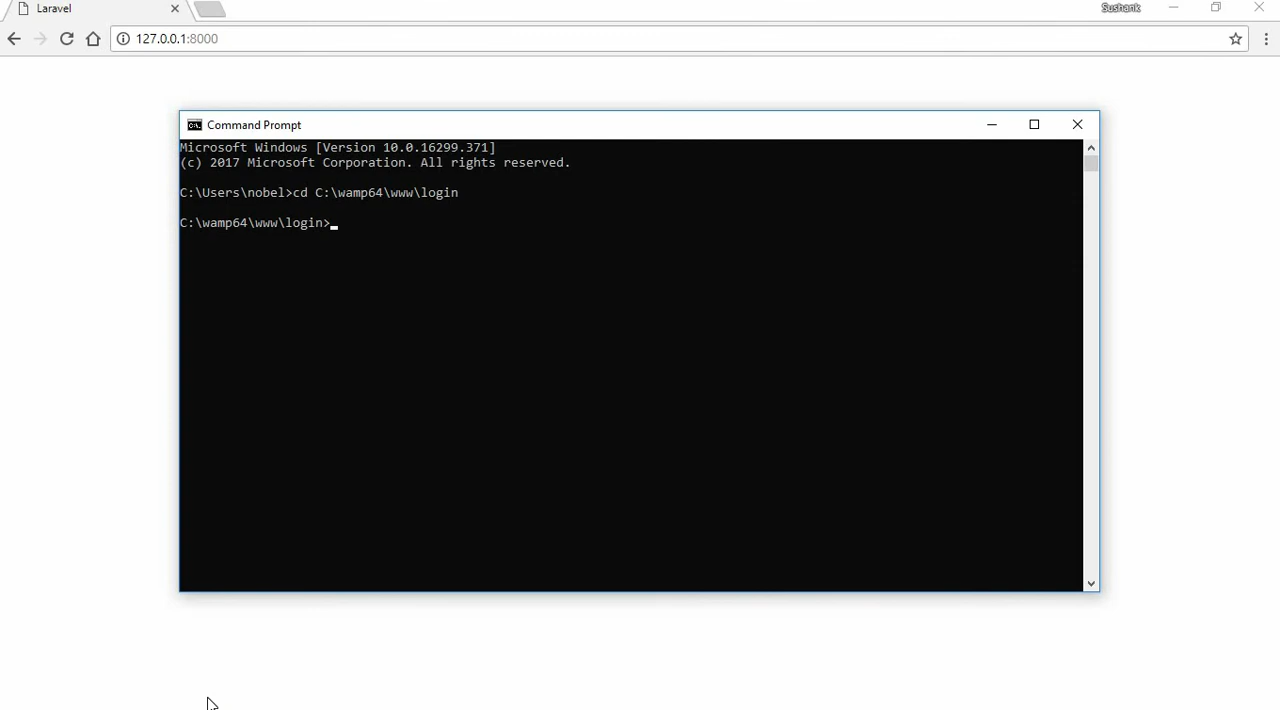 Laravel
Sushank
127.0.0.1:8000
Command Prompt
Microsoft Windows [Version 10.0.16299.371]
(c) 2017 Microsoft Corporation. All rights reserved.
C:\Users\nobel>cd C:\wamp64\www\login
C:\wamp64\www\login>